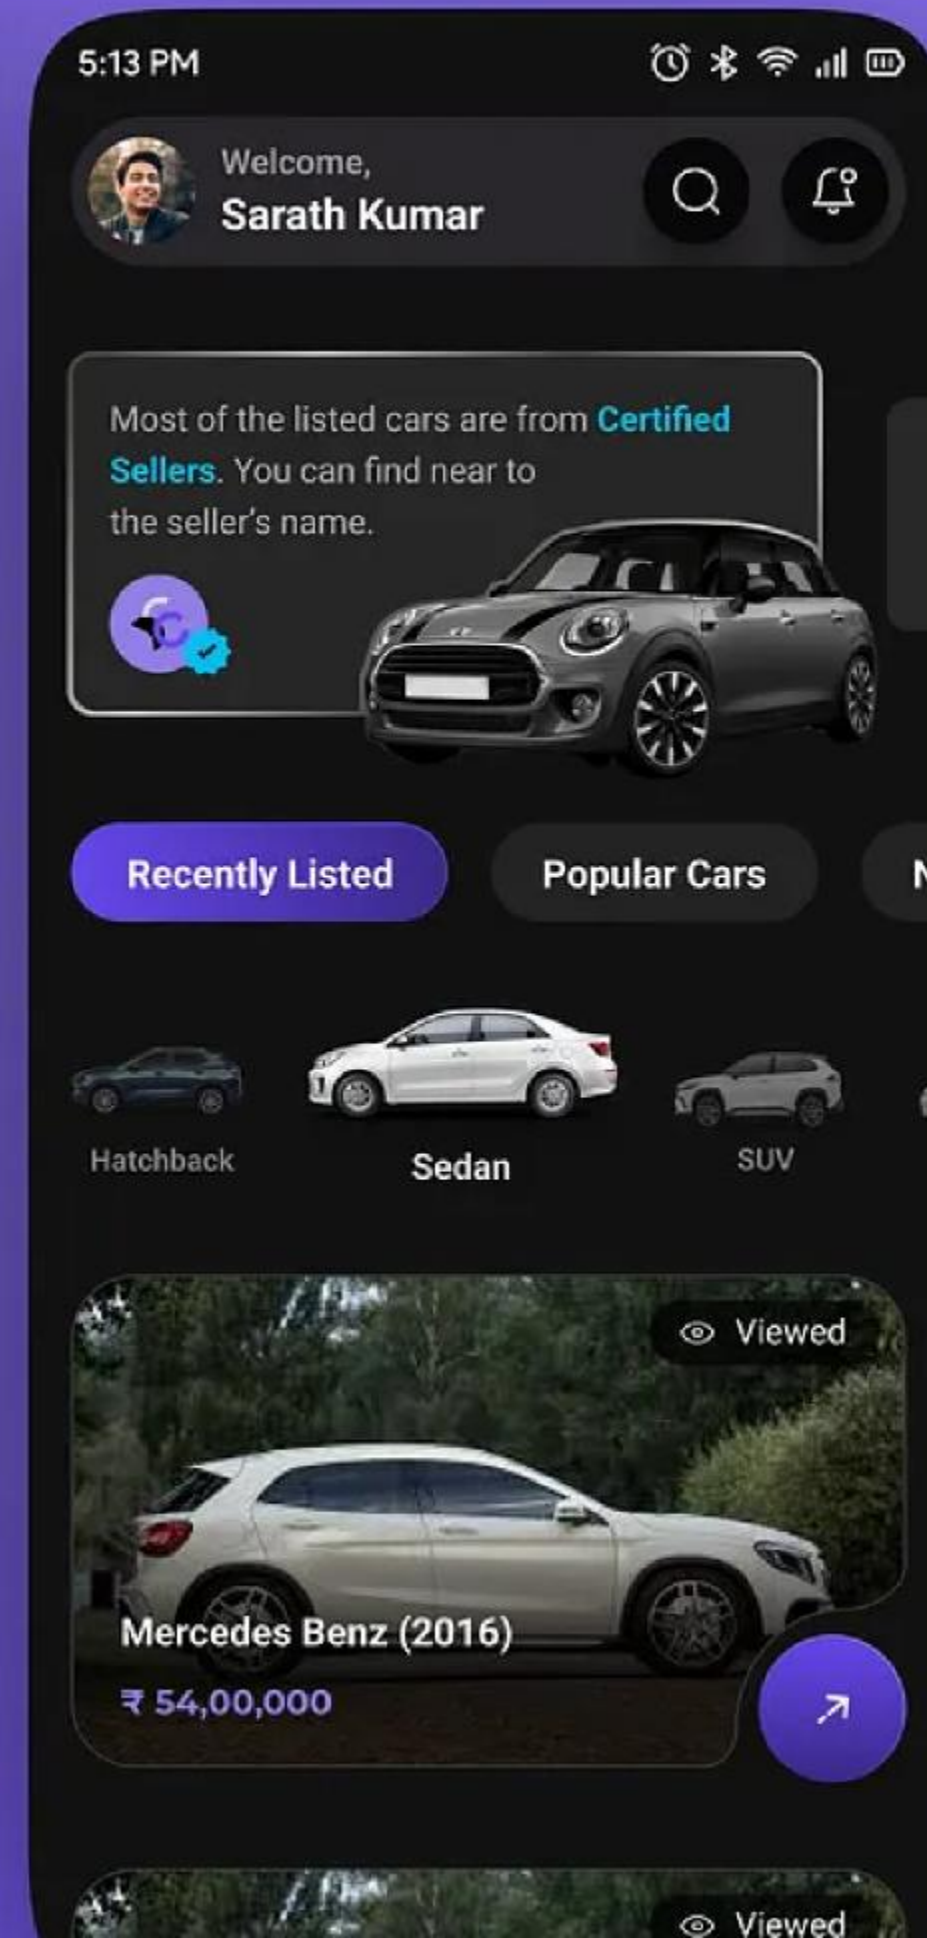 5:13 PM
Welcome,
Sarath Kumar
Most of the listed cars are from Certified
Sellers. You can find near to
the seller's name.
Recently Listed
Popular Cars
N
Hatchback
Sedan
SUV
Viewed
Mercedes Benz (2016)
₹ 54,00,000
Viewed